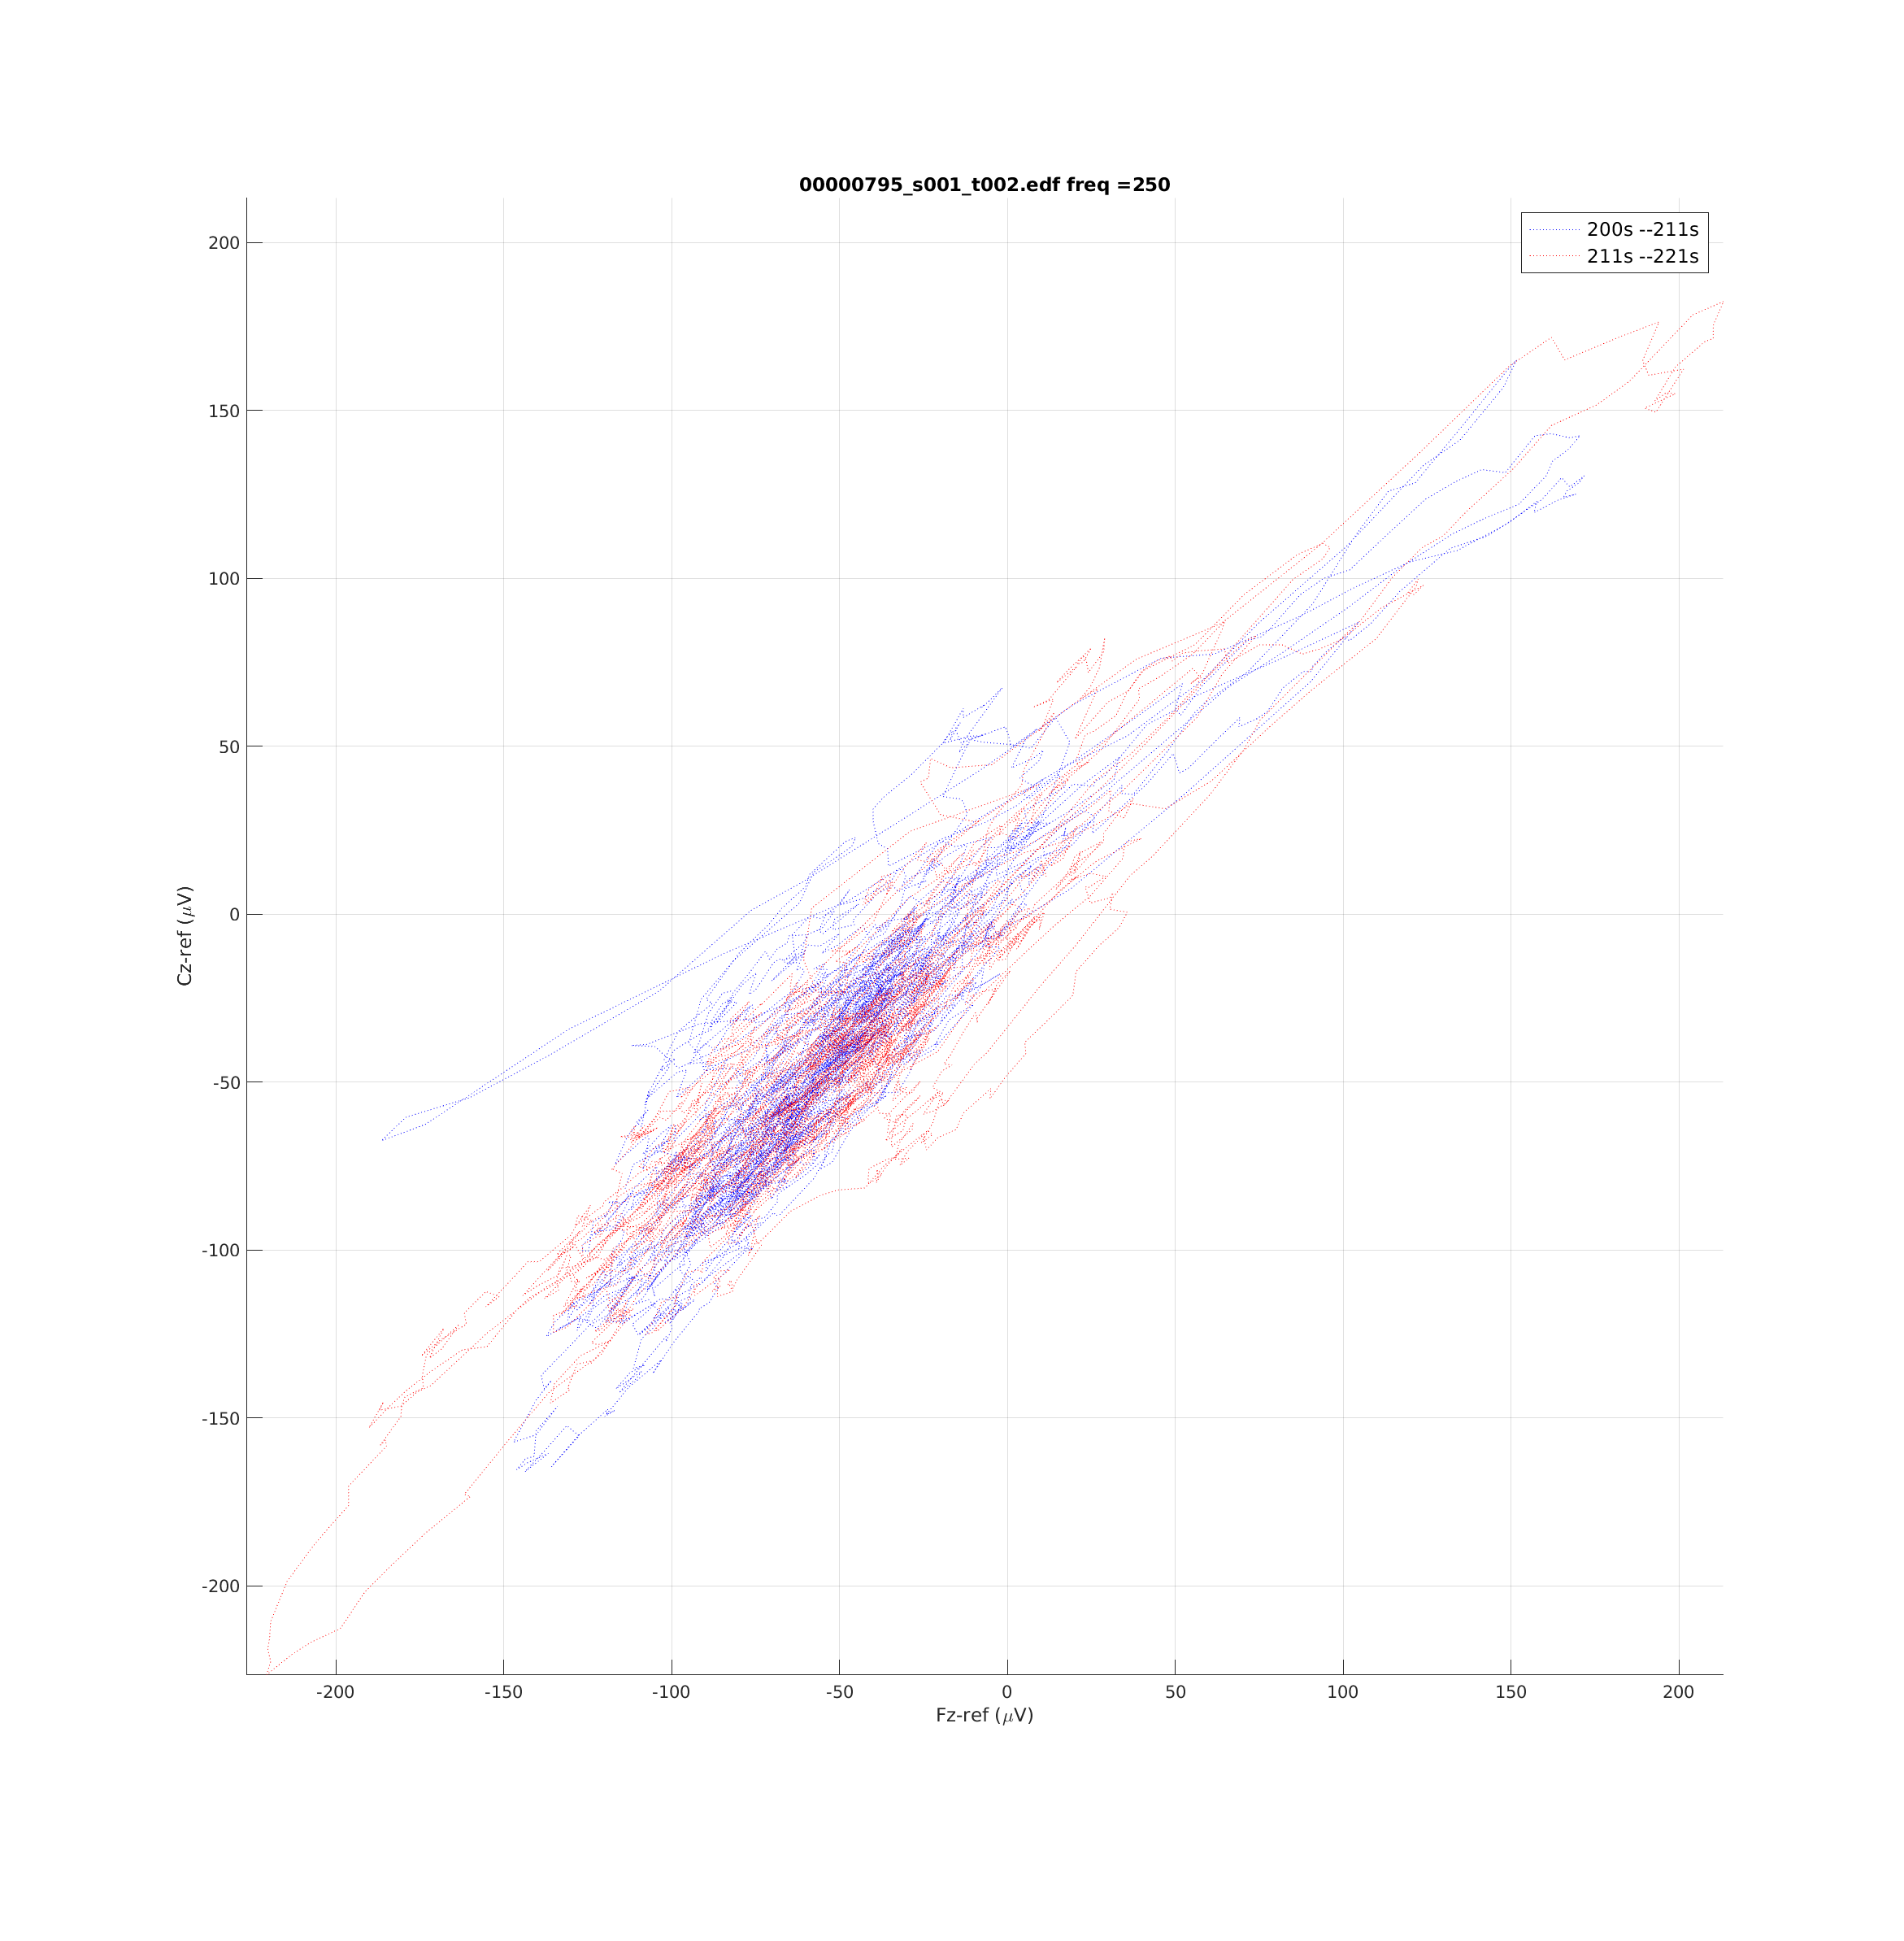 00000795_s001_t002.edf freq =250
200s --211s
211s --221s
200
150
100
50
0
-50
-100
-150
-200
Cz-ref (μV)
-200 -150 -100 -50 0 50 100 150 200
Fz-ref (μV)